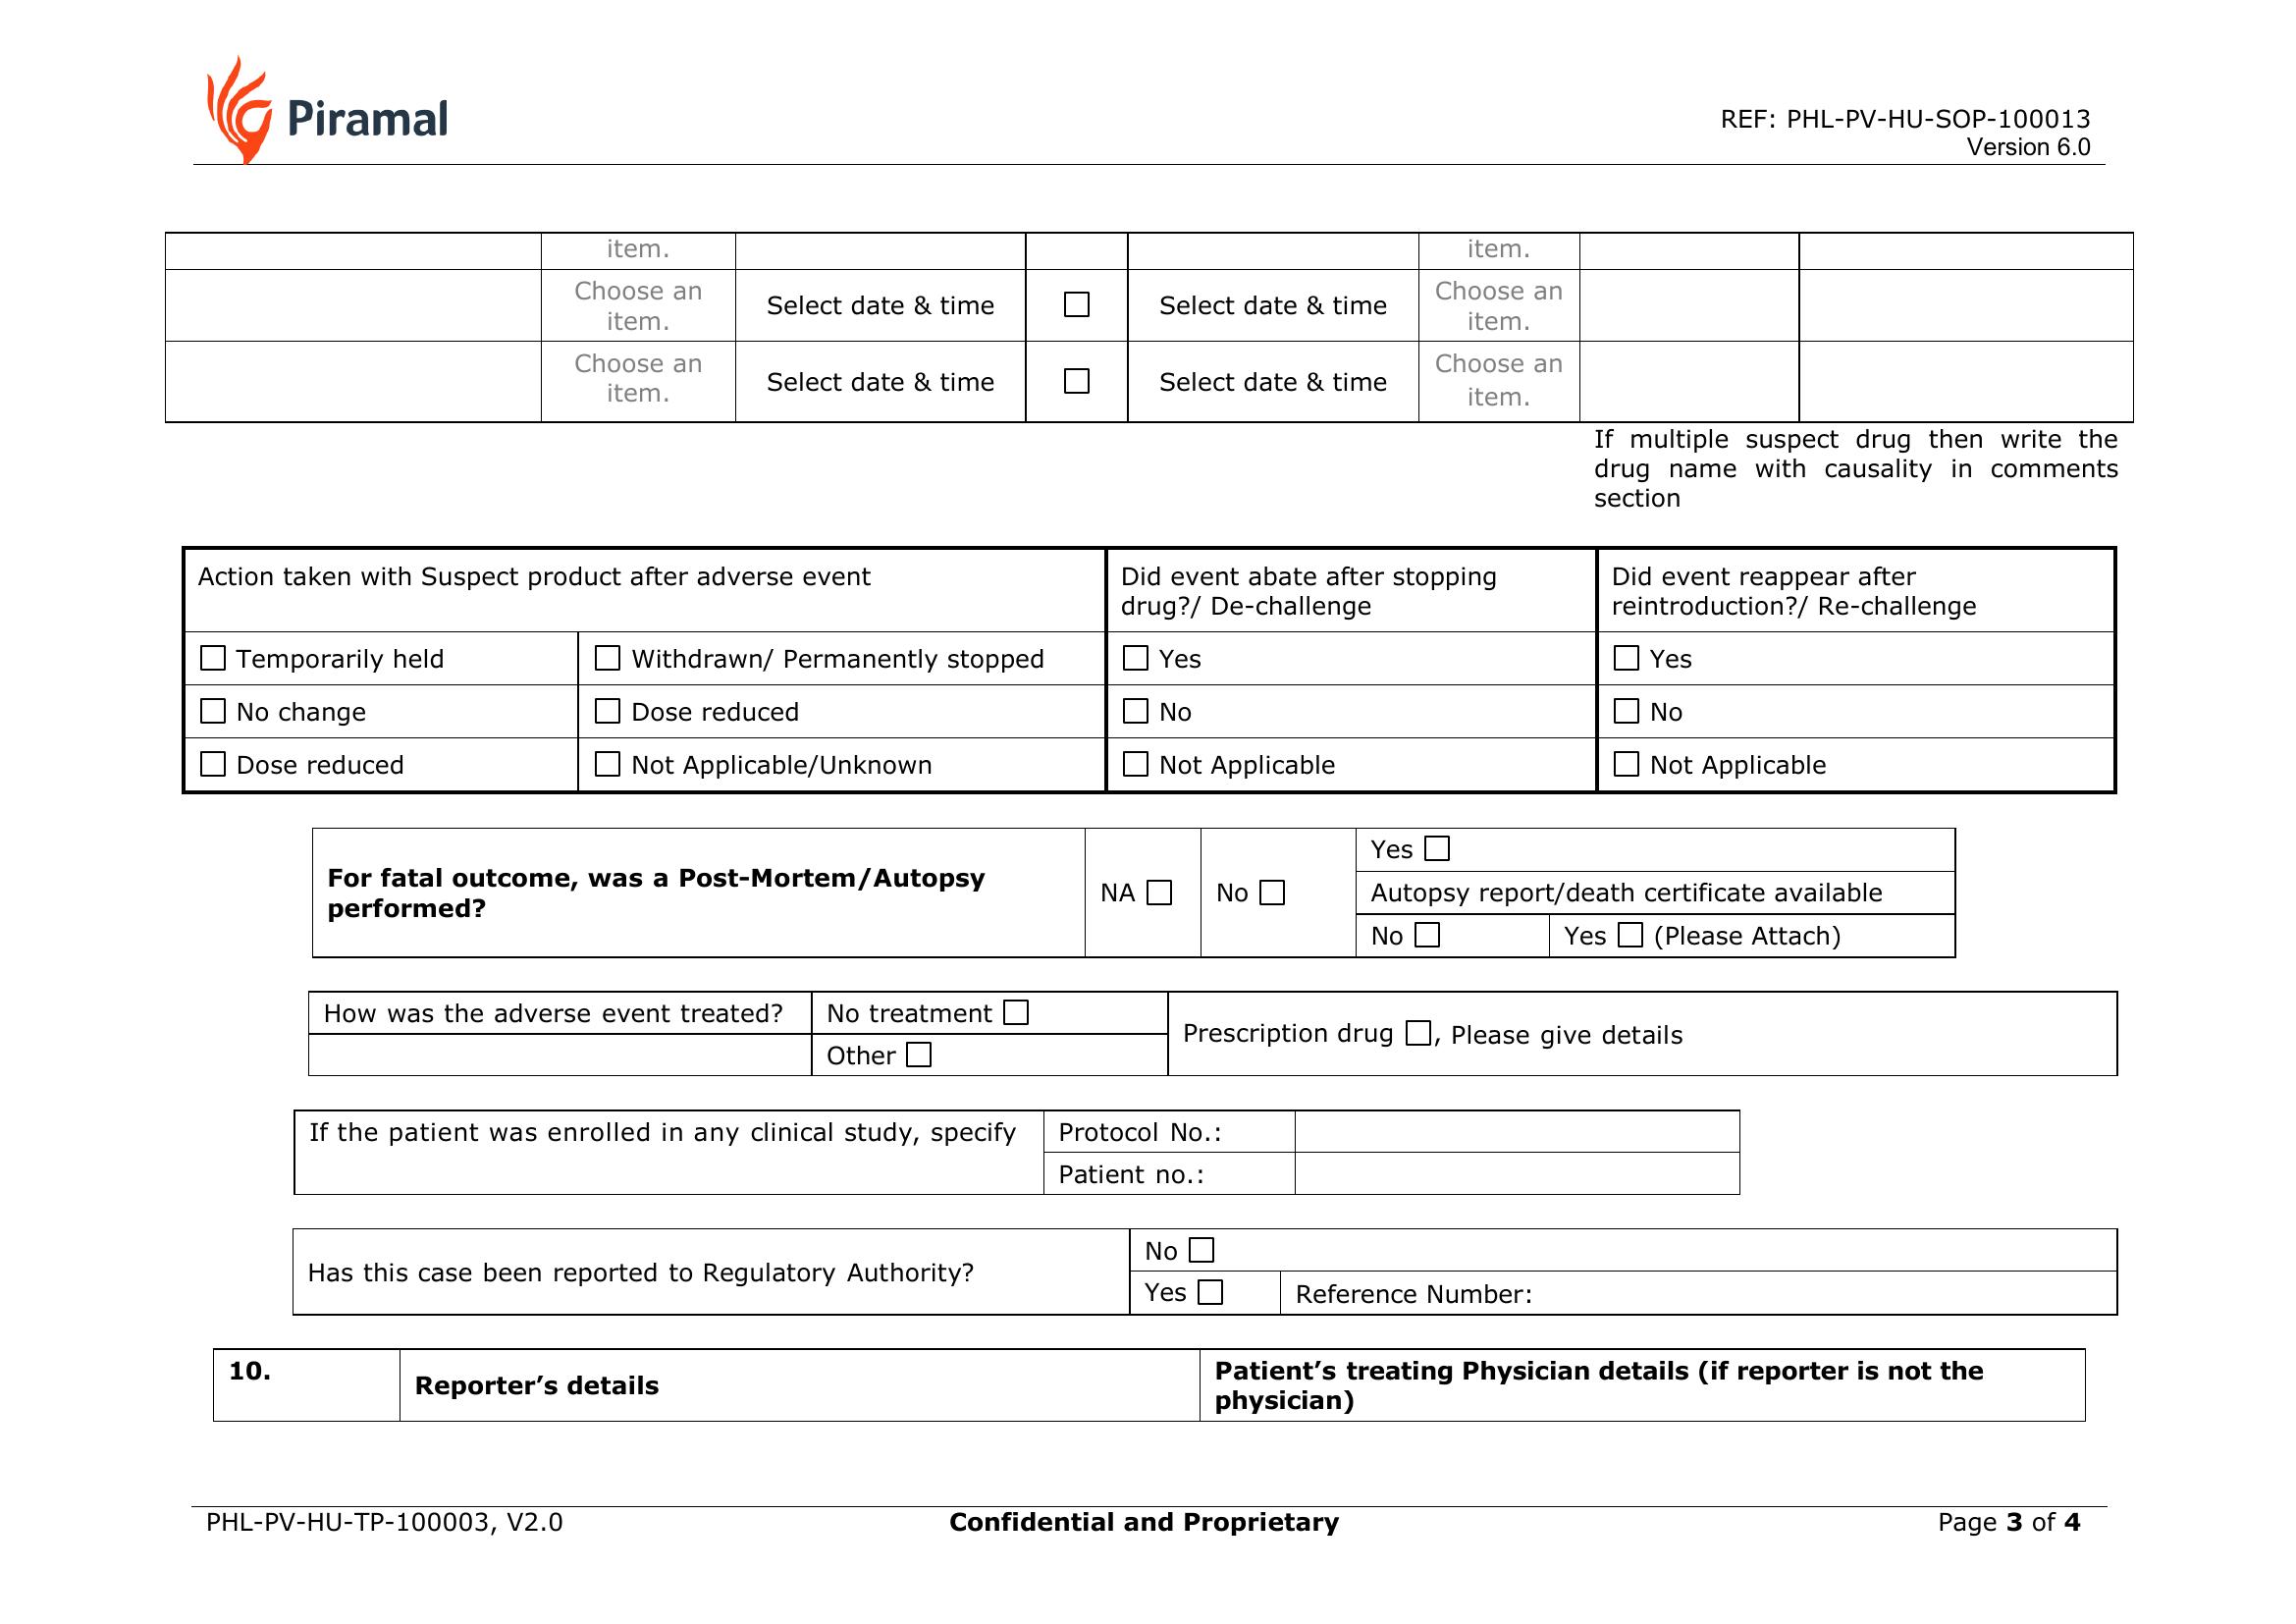 Piramal
REF: PHL-PV-HU-SOP-100013
Version 6.0
item. item.
Choose an Choose an
Select date & time ☐ Select date & time
item. item.
Choose an Choose an
Select date & time ☐ Select date & time
item. item.
If multiple suspect drug then write the
drug name with causality in comments
section
Action taken with Suspect product after adverse event
Did event abate after stopping
drug?/ De-challenge
Did event reappear after
reintroduction?/ Re-challenge
☐ Temporarily held ☐ Withdrawn/ Permanently stopped ☐ Yes ☐ Yes
☐ No change ☐ Dose reduced ☐ No ☐ No
☐ Dose reduced ☐ Not Applicable/Unknown ☐ Not Applicable ☐ Not Applicable
For fatal outcome, was a Post-Mortem/Autopsy
performed?
NA ☐ No ☐
Yes ☐
Autopsy report/death certificate available
No ☐ Yes ☐ (Please Attach)
How was the adverse event treated?
No treatment ☐
Other ☐
Prescription drug ☐, Please give details
If the patient was enrolled in any clinical study, specify
Protocol No.:
Patient no.:
Has this case been reported to Regulatory Authority?
No ☐
Yes ☐ Reference Number:
10.
Reporter’s details
Patient’s treating Physician details (if reporter is not the
physician)
PHL-PV-HU-TP-100003, V2.0 Confidential and Proprietary Page 3 of 4